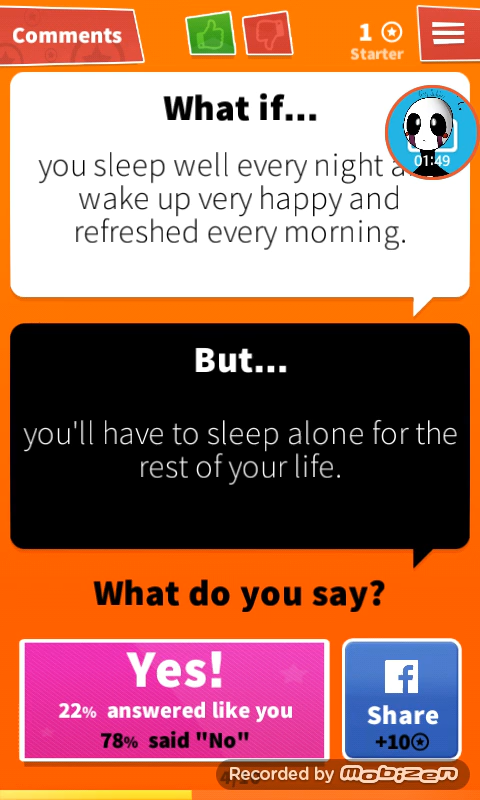 Comments
1
Starter
What if...
01:49
you sleep well every night
wake up very happy and
refreshed every morning.
But...
you'll have to sleep alone for the
rest of your life.
What do you say?
Yes!
22% answered like you
78% said "No"
Share
+10
Recorded by mobizen